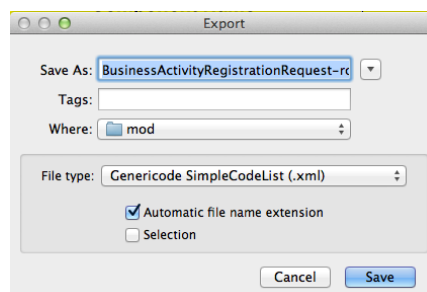 Export
Save As: BusinessActivityRegistrationRequest-ro
Tags:
Where: mod
File type: Genericode SimpleCodeList (.xml)
Automatic file name extension
Selection
Cancel Save